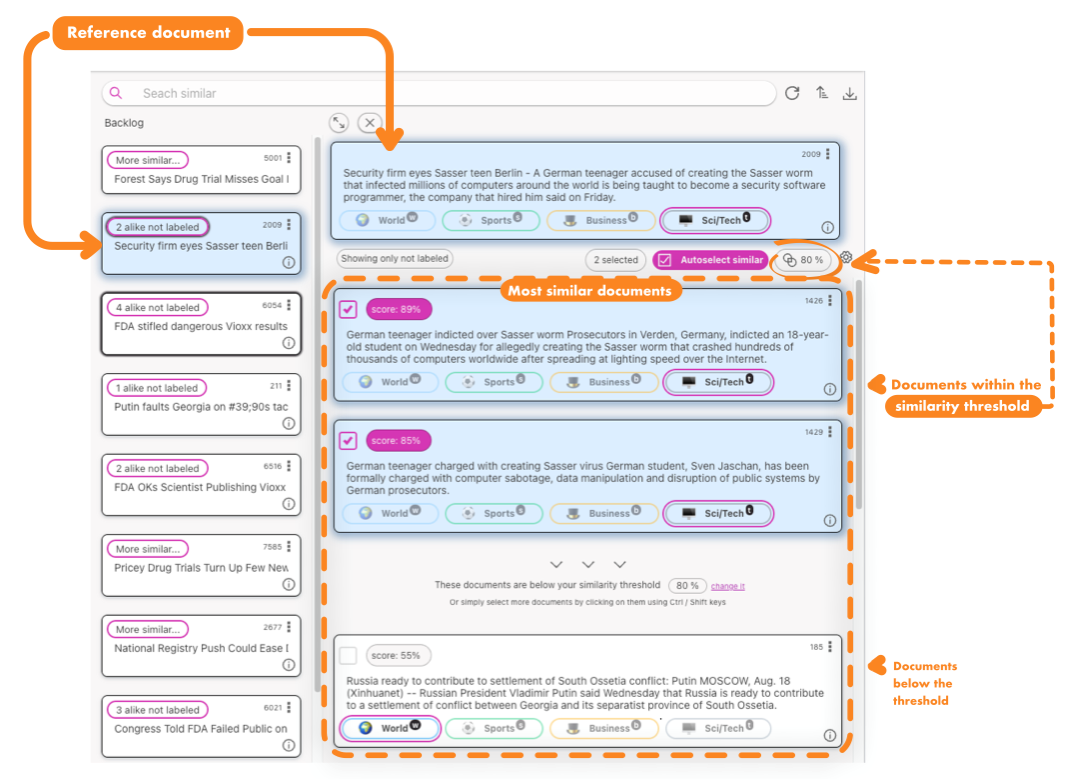 Reference document
Seach similar
Backlog
More similar...
5001
Forest Says Drug Trial Misses Goal I
2 alike not labeled
2009
Security firm eyes Sasser teen Berli
4 alike not labeled
6054
FDA stifled dangerous Vioxx results
1 alike not labeled
211
Putin faults Georgia on #39;90s tac
2 alike not labeled
6516
FDA OKs Scientist Publishing Vioxx
More similar...
7585
Pricey Drug Trials Turn Up Few New
More similar...
2677
National Registry Push Could Ease D
3 alike not labeled
6021
Congress Told FDA Failed Public on
2009
Security firm eyes Sasser teen Berlin - A German teenager accused of creating the Sasser worm
that infected millions of computers around the world is being taught to become a security software
programmer, the company that hired him said on Friday.
World w Sports s Business b Sci/Tech t
Showing only not labeled
2 selected
Autoselect similar
80 %
Most similar documents
score: 89%
1426
German teenager indicted over Sasser worm Prosecutors in Verden, Germany, indicted an 18-year-
old student on Wednesday for allegedly creating the Sasser worm that crashed hundreds of
thousands of computers worldwide after spreading at lighting speed over the Internet.
World w Sports s Business b Sci/Tech t
score: 85%
1429
German teenager charged with creating Sasser virus German student, Sven Jaschan, has been
formally charged with computer sabotage, data manipulation and disruption of public systems by
German prosecutors.
World w Sports s Business b Sci/Tech t
These documents are below your similarity threshold 80 % change it
Or simply select more documents by clicking on them using Ctrl / Shift keys
score: 55%
185
Russia ready to contribute to settlement of South Ossetia conflict: Putin MOSCOW, Aug. 18
(Xinhuanet) -- Russian President Vladimir Putin said Wednesday that Russia is ready to contribute
to a settlement of conflict between Georgia and its separatist province of South Ossetia.
World w Sports s Business b Sci/Tech t
Documents within the
similarity threshold
Documents
below the
threshold